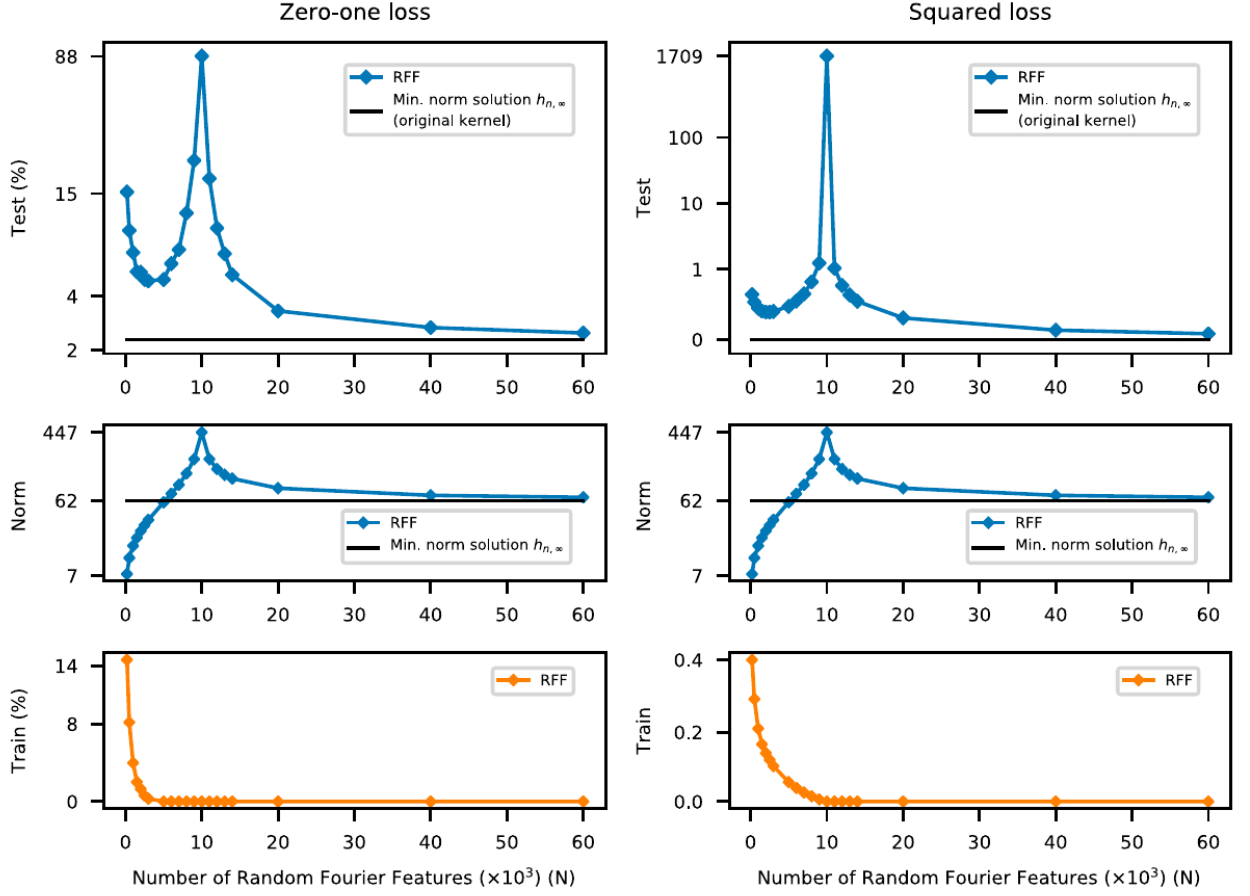 Zero-one loss
88
15
4
2
Test (%)
RFF
Min. norm solution h_{n,∞}
(original kernel)
0 10 20 30 40 50 60
Squared loss
1709
100
10
1
0
Test
RFF
Min. norm solution h_{n,∞}
(original kernel)
0 10 20 30 40 50 60
447
62
7
Norm
RFF
Min. norm solution h_{n,∞}
0 10 20 30 40 50 60
447
62
7
Norm
RFF
Min. norm solution h_{n,∞}
0 10 20 30 40 50 60
14
8
0
Train (%)
RFF
0 10 20 30 40 50 60
Number of Random Fourier Features (×10³) (N)
0.4
0.2
0.0
Train
RFF
0 10 20 30 40 50 60
Number of Random Fourier Features (×10³) (N)